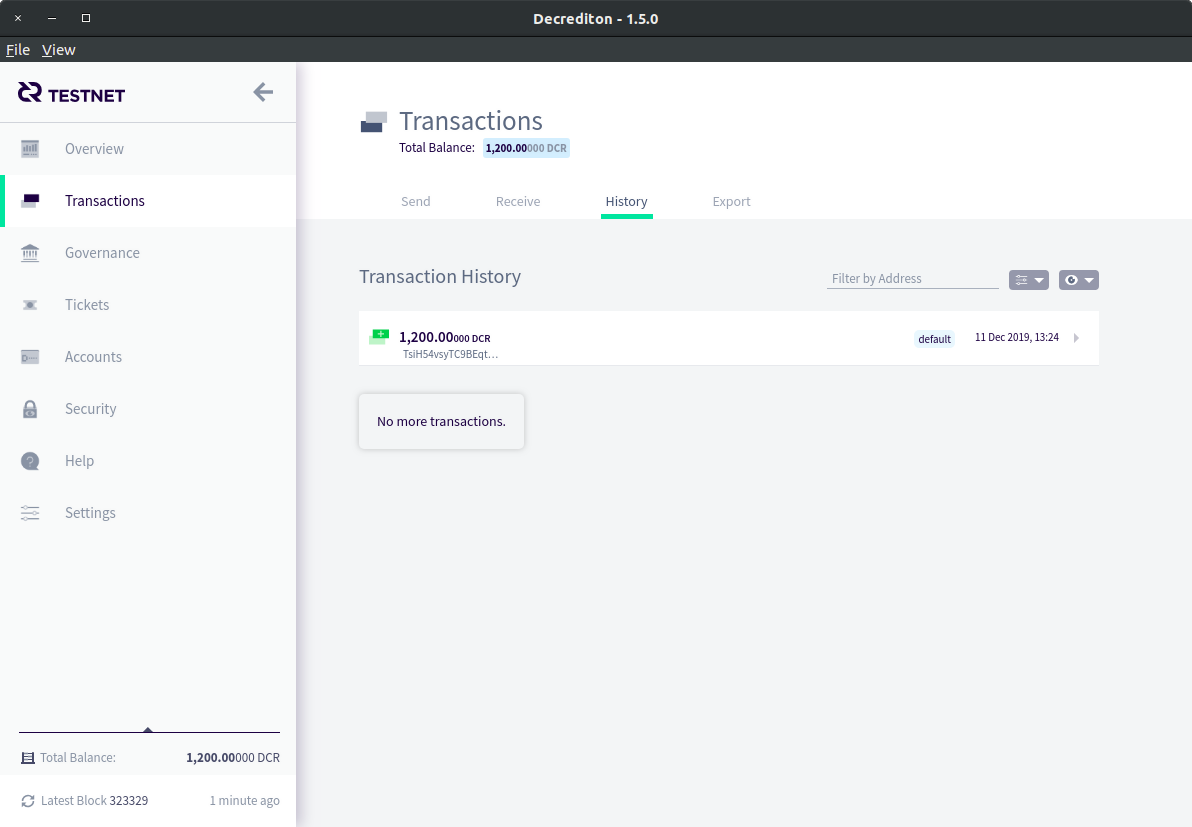 Decrediton - 1.5.0
File View
TESTNET
Overview
Transactions
Governance
Tickets
Accounts
Security
Help
Settings
Total Balance: 1,200.00000 DCR
Latest Block 323329 1 minute ago
Transactions
Total Balance: 1,200.00000 DCR
Send Receive History Export
Transaction History
Filter by Address
1,200.00000 DCR default 11 Dec 2019, 13:24
TsiH54vsyTC9BEqt...
No more transactions.